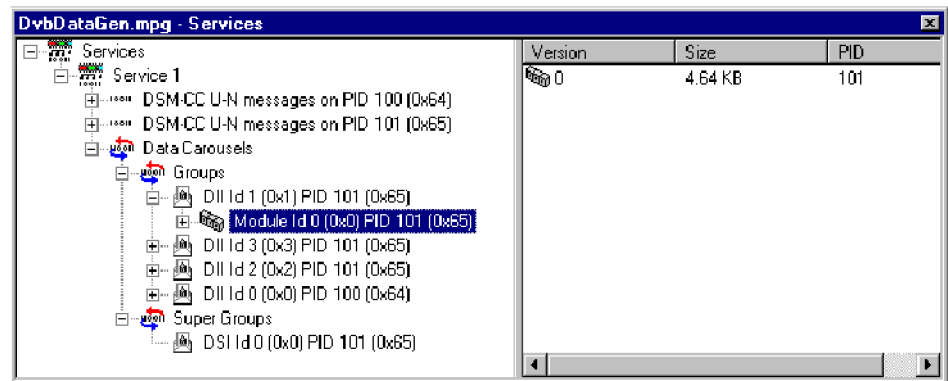 DvbDataGen.mpg - Services
Services
Service 1
DSM-CC U-N messages on PID 100 (0x64)
DSM-CC U-N messages on PID 101 (0x65)
Data Carousels
Groups
DII Id 1 (0x1) PID 101 (0x65)
Module Id 0 (0x0) PID 101 (0x65)
DII Id 3 (0x3) PID 101 (0x65)
DII Id 2 (0x2) PID 101 (0x65)
DII Id 0 (0x0) PID 100 (0x64)
Super Groups
DSI Id 0 (0x0) PID 101 (0x65)
Version Size PID
0 4.64 KB 101